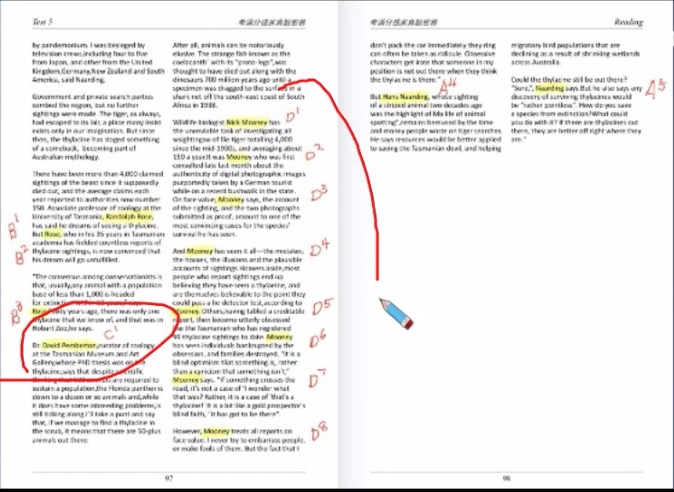 Test 5
by pandemonium. I was besieged by
television crews, including four to five
from Japan, and other from the United
Kingdom, Germany, New Zealand and South
America, said Naarding.
Government and private search parties
combed the region, but no further
sightings were made. The tiger, as always,
had escaped to its lair, a place many insist
exists only in our imagination. But since
then, the thylacine has staged something
of a comeback, becoming part of
Australian mythology.
There have been more than 4,000 claimed
sightings of the beast since it supposedly
died out, and the average claims each
year reported to authorities now number
150. Associate professor of zoology at the
University of Tasmania, Randolph Rose,
has said he dreams of seeing a thylacine.
But Rose, who in his 35 years in Tasmanian
academia has fielded countless reports of
thylacine sightings, is now convinced that
his dream will go unfulfilled.
"The consensus among conservationists is
that, usually, any animal with a population
base of less than 1,000 is headed
for extinction within 60 years" says
Rose. sixty years ago, there was only one
thylacine that we know of, and that was in
Hobart Zoo, he says.
Dr David Pemberton, curator of zoology
at the Tasmanian Museum and Art
Gallery, whose PhD thesis was on the
thylacine, says that despite scientific
thinking that 500 animals are required to
sustain a population, the Florida panther is
down to a dozen or so animals and, while
it does have some inbreeding problems, is
still ticking along. I'll take a punt and say
that, if we manage to find a thylacine in
the scrub, it means that there are 50-plus
animals out there.
B1
B2
B3
C1
After all, animals can be notoriously
elusive. The strange fish known as the
coelacanth' with its "proto-legs", was
thought to have died out along with the
dinosaurs 700 million years ago until a
specimen was dragged to the surface in a
shark net off the south-east coast of South
Africa in 1938.
Wildlife biologist Nick Mooney has
the unenviable task of investigating all
sightings of the tiger totalling 4,000
since the mid-1930s, and averaging about
150 a year. It was Mooney who was first
consulted late last month about the
authenticity of digital photographic images
purportedly taken by a German tourist
while on a recent bushwalk in the state.
On face value, Mooney says, the account
of the sighting, and the two photographs
submitted as proof, amount to one of the
most convincing cases for the species'
survival he has seen.
And Mooney has seen it all—the mistakes,
the hoaxes, the illusions and the plausible
accounts of sightings. Hoaxers aside, most
people who report sightings end up
believing they have seen a thylacine, and
are themselves believable to the point they
could pass a lie detector test, according to
Mooney. Others, having tabled a creditable
report, then become utterly obsessed
like the Tasmanian who has registered
99 thylacine sightings to date. Mooney
has seen individuals bankrupted by the
obsession, and families destroyed. "It is a
blind optimism that something is, rather
than a cynicism that something isn't,"
Mooney says. "If something crosses the
road, it's not a case of 'I wonder what
that was? Rather, it is a case of 'that's a
thylacine!' It is a bit like a gold prospector's
blind faith, "it has got to be there".
However, Mooney treats all reports on
face value. I never try to embarrass people,
or make fools of them. But the fact that I
D1
D2
D3
D4
D5
D6
D7
D8
97
Reading
don't pack the car immediately they ring
can often be taken as ridicule. Obsessive
characters get irate that someone in my
position is not out there when they think
the thylacine is there."
But Hans Naarding, whose sighting
of a striped animal two decades ago
was the highlight of
spent, remains bemused by the time
and money people waste on tiger searches
He says resources would be better applied
to saving the Tasmanian devil, and helping
A4
migratory bird populations that are
declining as a result of shrinking wetlands
across Australia.
Could the thylacine still be out there?
"Sure," Naarding says. But he also says any
discovery of surviving thylacines would
be "rather pointless". How do you save
a species from extinction? What could
you do with it? If there are thylacines out
there, they are better off right where they
are."
A5
98